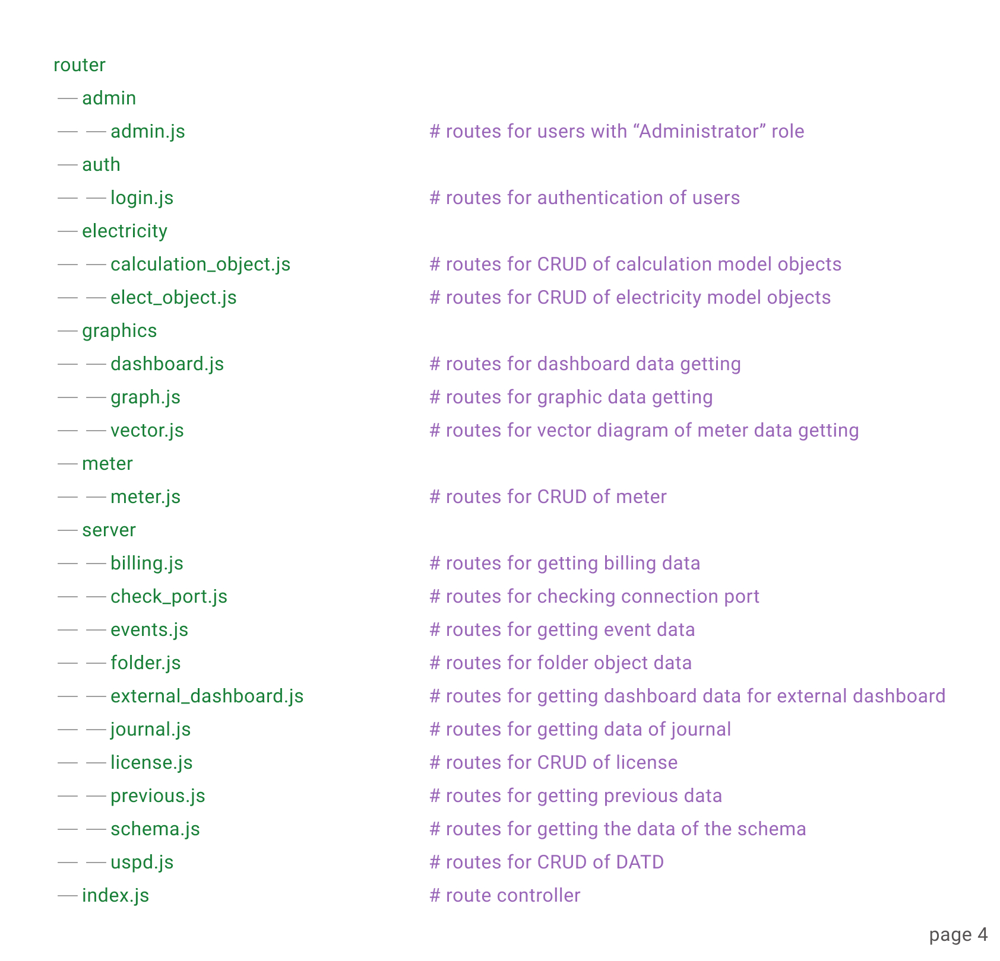 router
— admin
— — admin.js # routes for users with “Administrator” role
— auth
— — login.js # routes for authentication of users
— electricity
— — calculation_object.js # routes for CRUD of calculation model objects
— — elect_object.js # routes for CRUD of electricity model objects
— graphics
— — dashboard.js # routes for dashboard data getting
— — graph.js # routes for graphic data getting
— — vector.js # routes for vector diagram of meter data getting
— meter
— — meter.js # routes for CRUD of meter
— server
— — billing.js # routes for getting billing data
— — check_port.js # routes for checking connection port
— — events.js # routes for getting event data
— — folder.js # routes for folder object data
— — external_dashboard.js # routes for getting dashboard data for external dashboard
— — journal.js # routes for getting data of journal
— — license.js # routes for CRUD of license
— — previous.js # routes for getting previous data
— — schema.js # routes for getting the data of the schema
— — uspd.js # routes for CRUD of DATD
— index.js # route controller
page 4